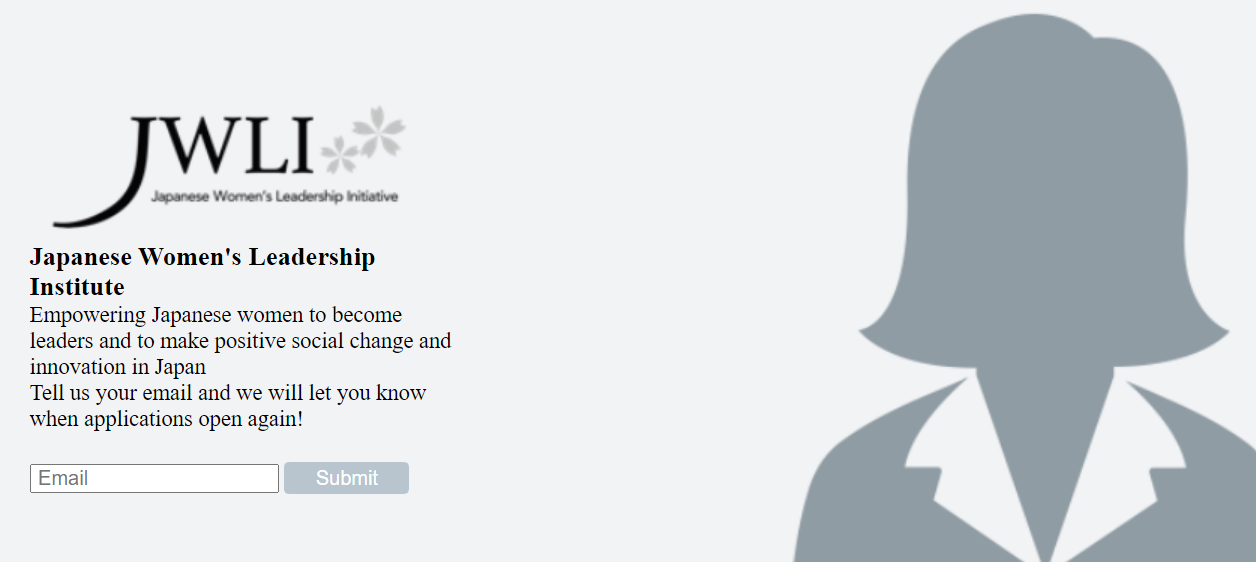 JWLI
Japanese Women's Leadership Initiative
Japanese Women's Leadership
Institute
Empowering Japanese women to become
leaders and to make positive social change and
innovation in Japan
Tell us your email and we will let you know
when applications open again!
Email
Submit